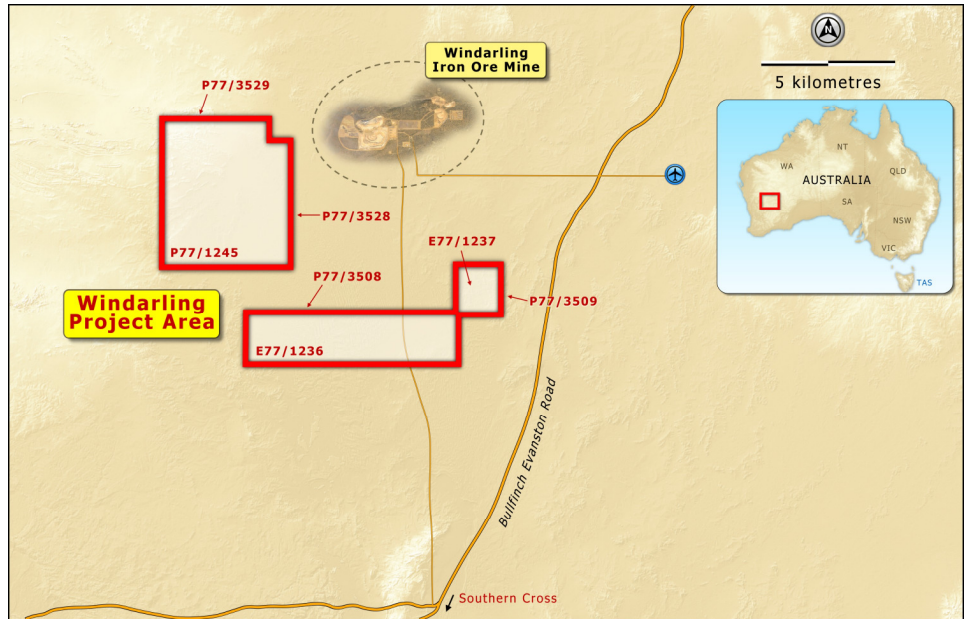 Windarling
Iron Ore Mine
N
5 kilometres
P77/3529
P77/3528
P77/1245
E77/1237
P77/3508
P77/3509
E77/1236
Windarling
Project Area
Bullfinch Evanston Road
Southern Cross
NT
WA
QLD
AUSTRALIA
SA
NSW
VIC
TAS